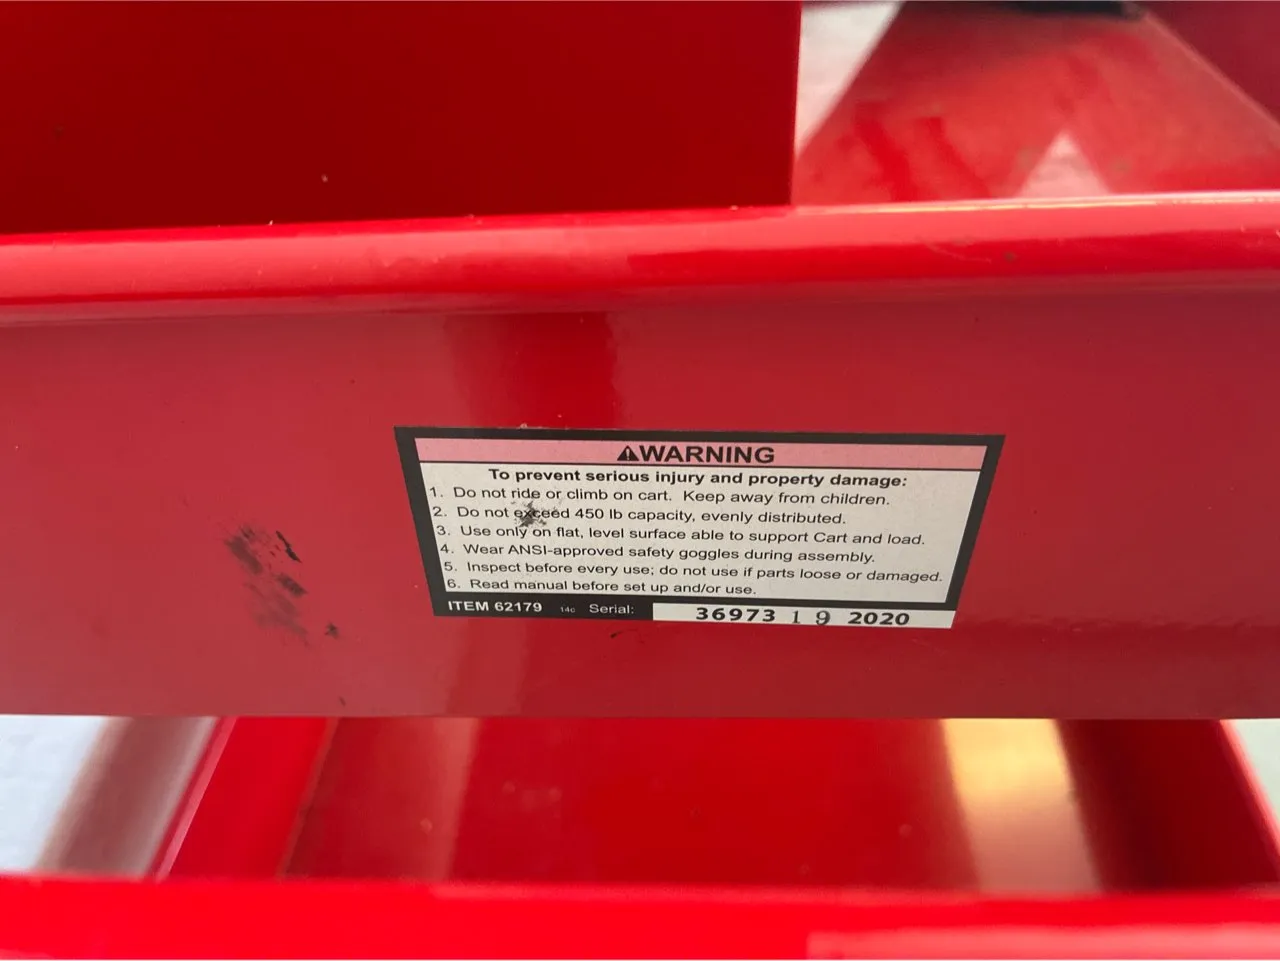 ⚠WARNING
To prevent serious injury and property damage:
1. Do not ride or climb on cart. Keep away from children.
2. Do not exceed 450 lb capacity, evenly distributed.
3. Use only on flat, level surface able to support Cart and load.
4. Wear ANSI-approved safety goggles during assembly.
5. Inspect before every use; do not use if parts loose or damaged.
6. Read manual before set up and/or use.
ITEM 62179 14c Serial: 36973 19 2020